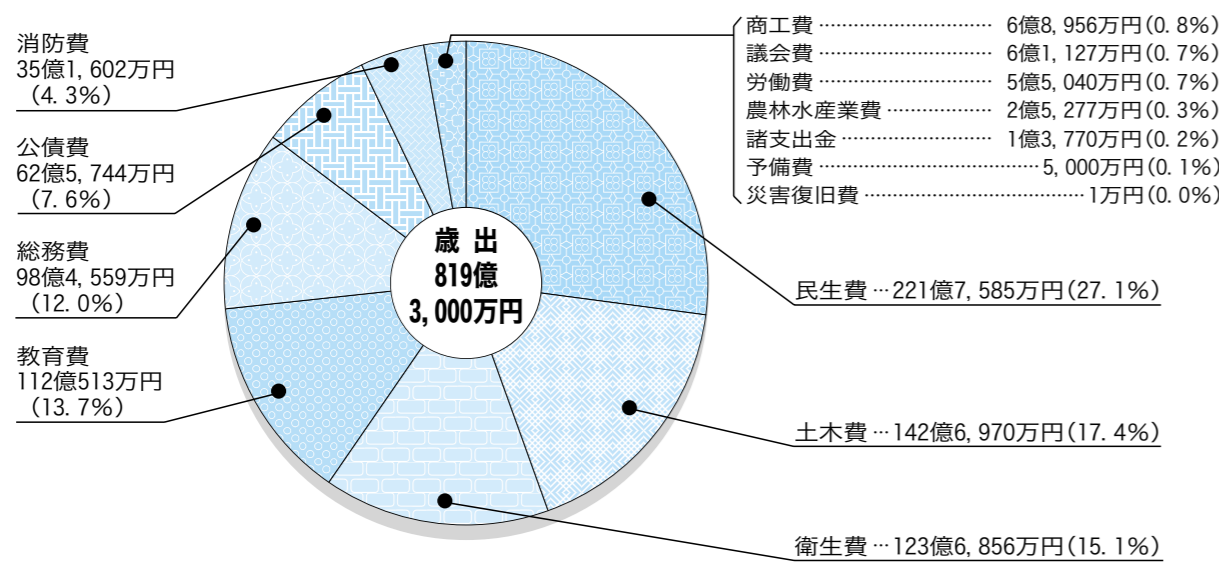 消防費
35億1,602万円
(4.3%)
公債費
62億5,744万円
(7.6%)
総務費
98億4,559万円
(12.0%)
教育費
112億513万円
(13.7%)
歳出
819億
3,000万円
商工費 …………………… 6億8,956万円(0.8%)
議会費 …………………… 6億1,127万円(0.7%)
労働費 …………………… 5億5,040万円(0.7%)
農林水産業費 …………… 2億5,277万円(0.3%)
諸支出金 ………………… 1億3,770万円(0.2%)
予備費 ………………………… 5,000万円(0.1%)
災害復旧費 ………………………… 1万円(0.0%)
民生費 …221億7,585万円(27.1%)
土木費 …142億6,970万円(17.4%)
衛生費 …123億6,856万円(15.1%)